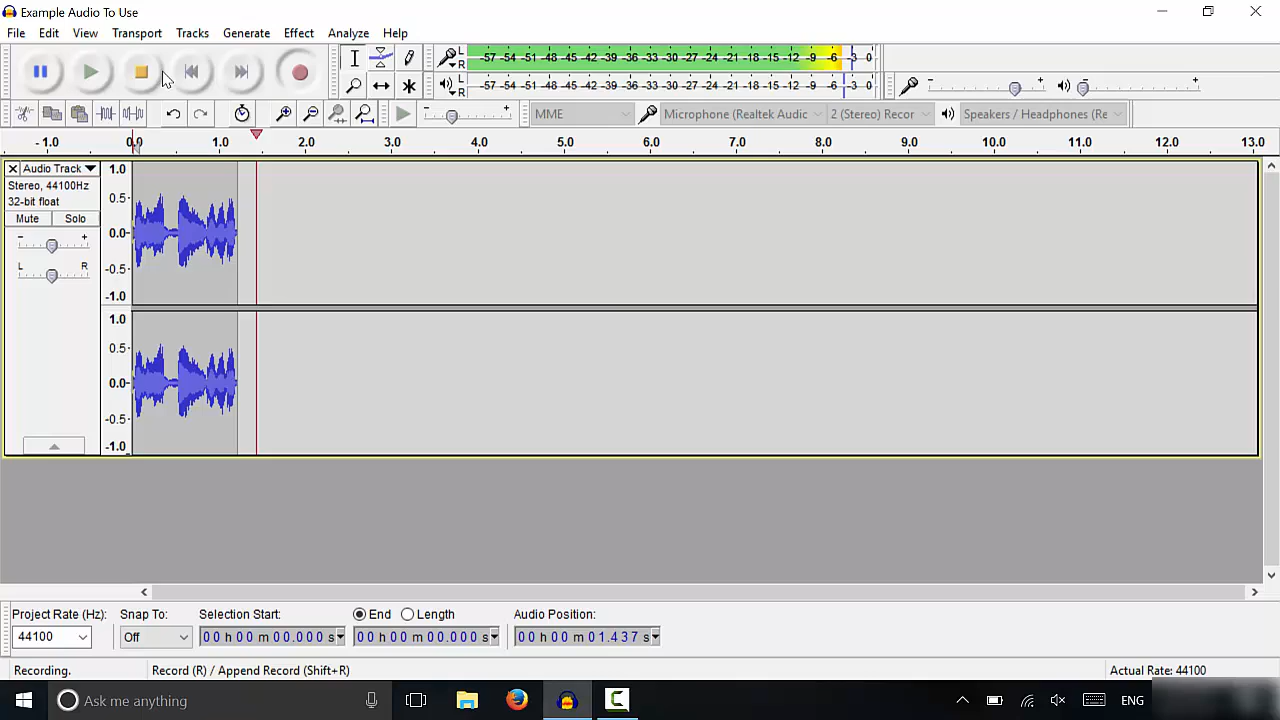 Example Audio To Use
File Edit View Transport Tracks Generate Effect Analyze Help
L R -57 -54 -51 -48 -45 -42 -39 -36 -33 -30 -27 -24 -21 -18 -15 -12 -9 -6 -3 0
- +
- +
L R -57 -54 -51 -48 -45 -42 -39 -36 -33 -30 -27 -24 -21 -18 -15 -12 -9 -6 -3 0
- +
MME
Microphone (Realtek Audic
2 (Stereo) Recor
Speakers / Headphones (Re
-1.0 0.0 1.0 2.0 3.0 4.0 5.0 6.0 7.0 8.0 9.0 10.0 11.0 12.0 13.0
Audio Track
Stereo, 44100Hz
32-bit float
Mute Solo
- +
L R
1.0
0.5
0.0
-0.5
-1.0
1.0
0.5
0.0
-0.5
-1.0
Project Rate (Hz): Snap To: Selection Start: End Length Audio Position:
44100 Off 00 h 00 m 00.000 s 00 h 00 m 00.000 s 00 h 00 m 01.437 s
Recording. Record (R) / Append Record (Shift+R) Actual Rate: 44100
Ask me anything ENG